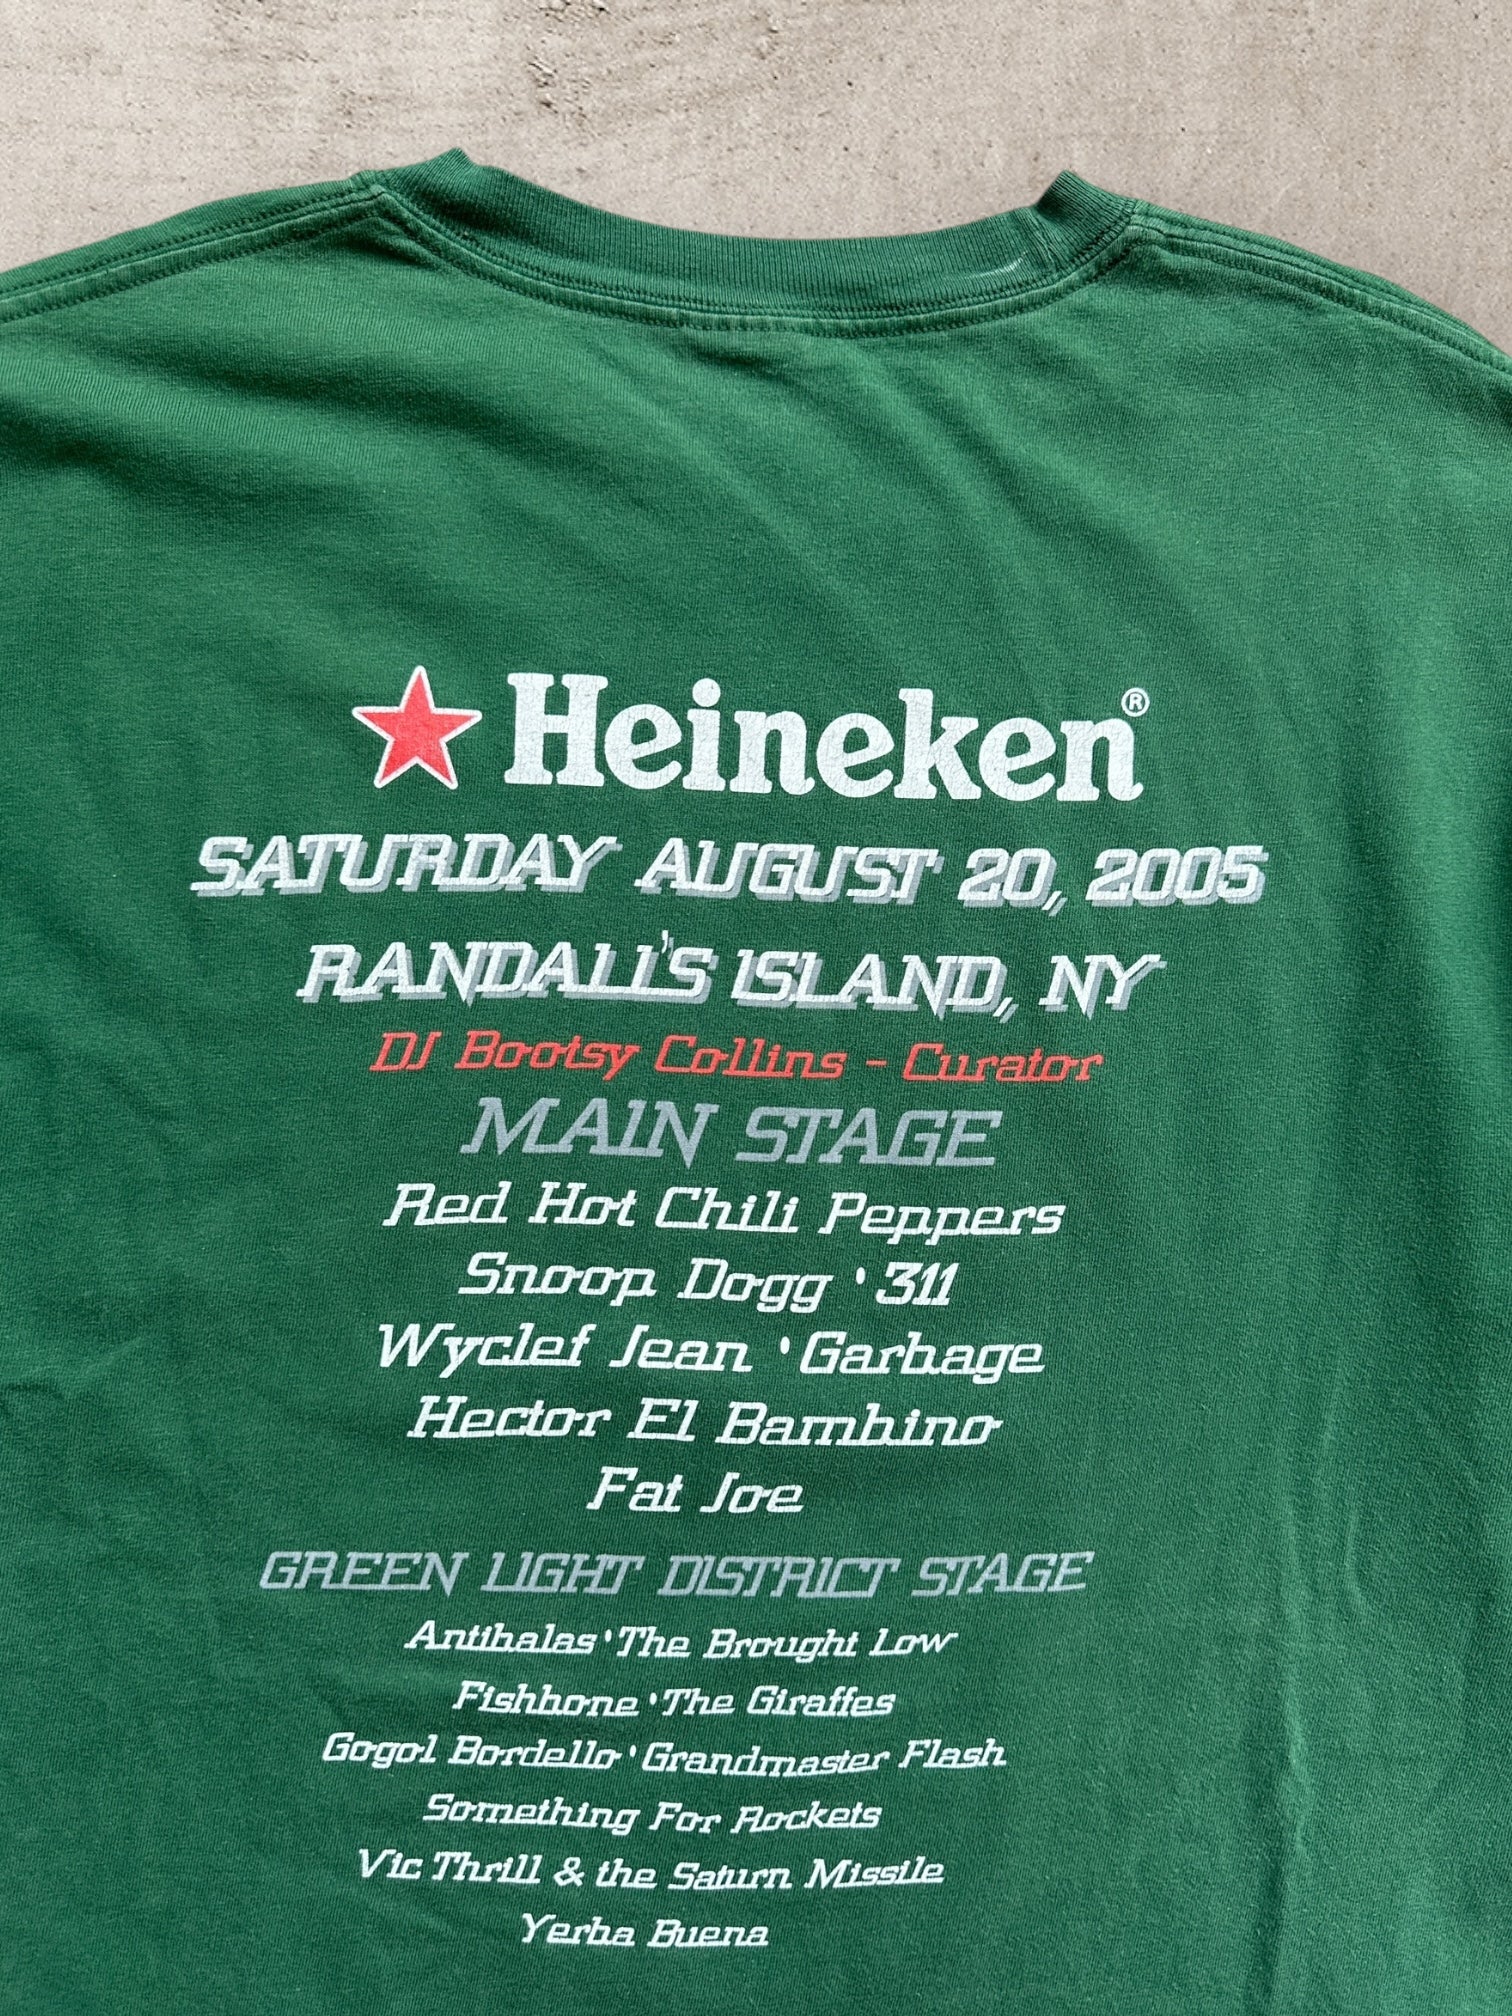 Heineken®
SATURDAY AUGUST 20, 2005
RANDALL'S ISLAND, NY
DJ Bootsy Collins - Curator
MAIN STAGE
Red Hot Chili Peppers
Snoop Dogg • 311
Wyclef Jean • Garbage
Hector El Bambino
Fat Joe
GREEN LIGHT DISTRICT STAGE
Antibalas • The Brought Low
Fishbone • The Giraffes
Gogol Bordello • Grandmaster Flash
Something For Rockets
Vic Thrill & the Saturn Missile
Yerba Buena